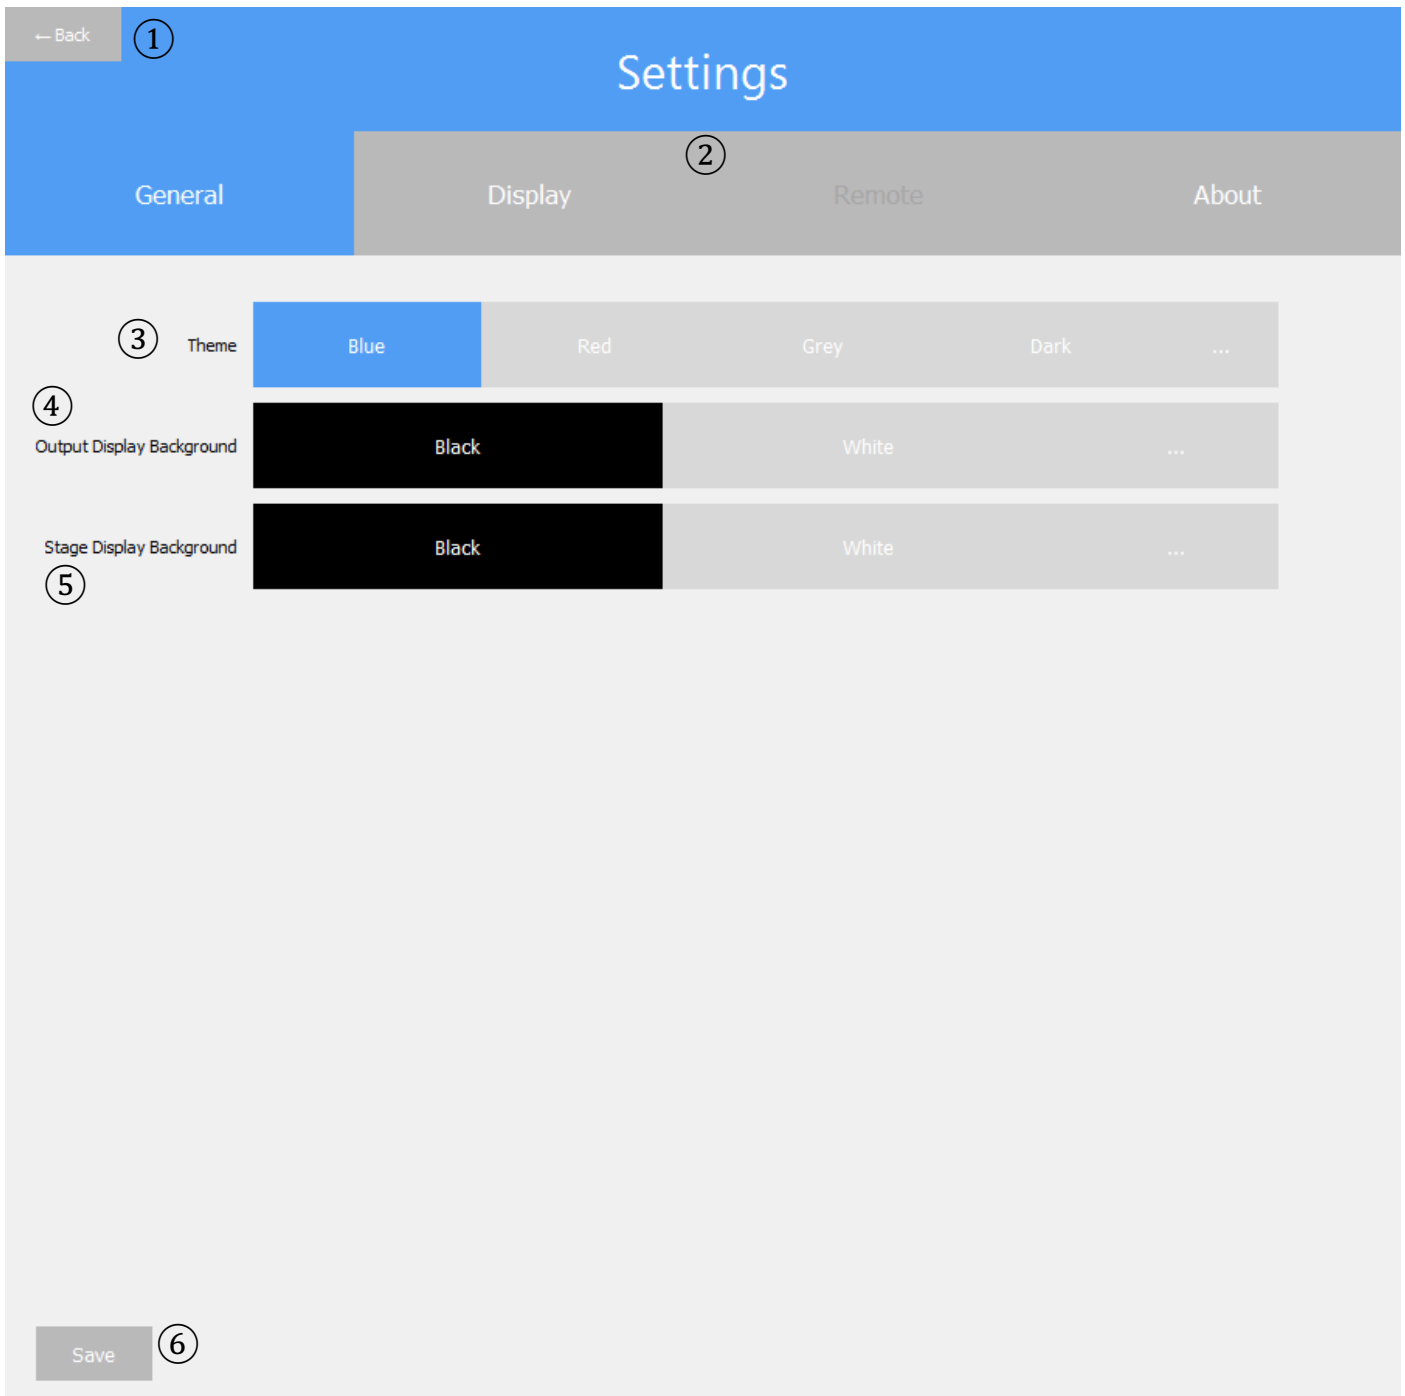 ←Back ①
Settings
②
General Display Remote About
③ Theme Blue Red Grey Dark ...
④
Output Display Background Black White ...
Stage Display Background Black White ...
⑤
Save ⑥